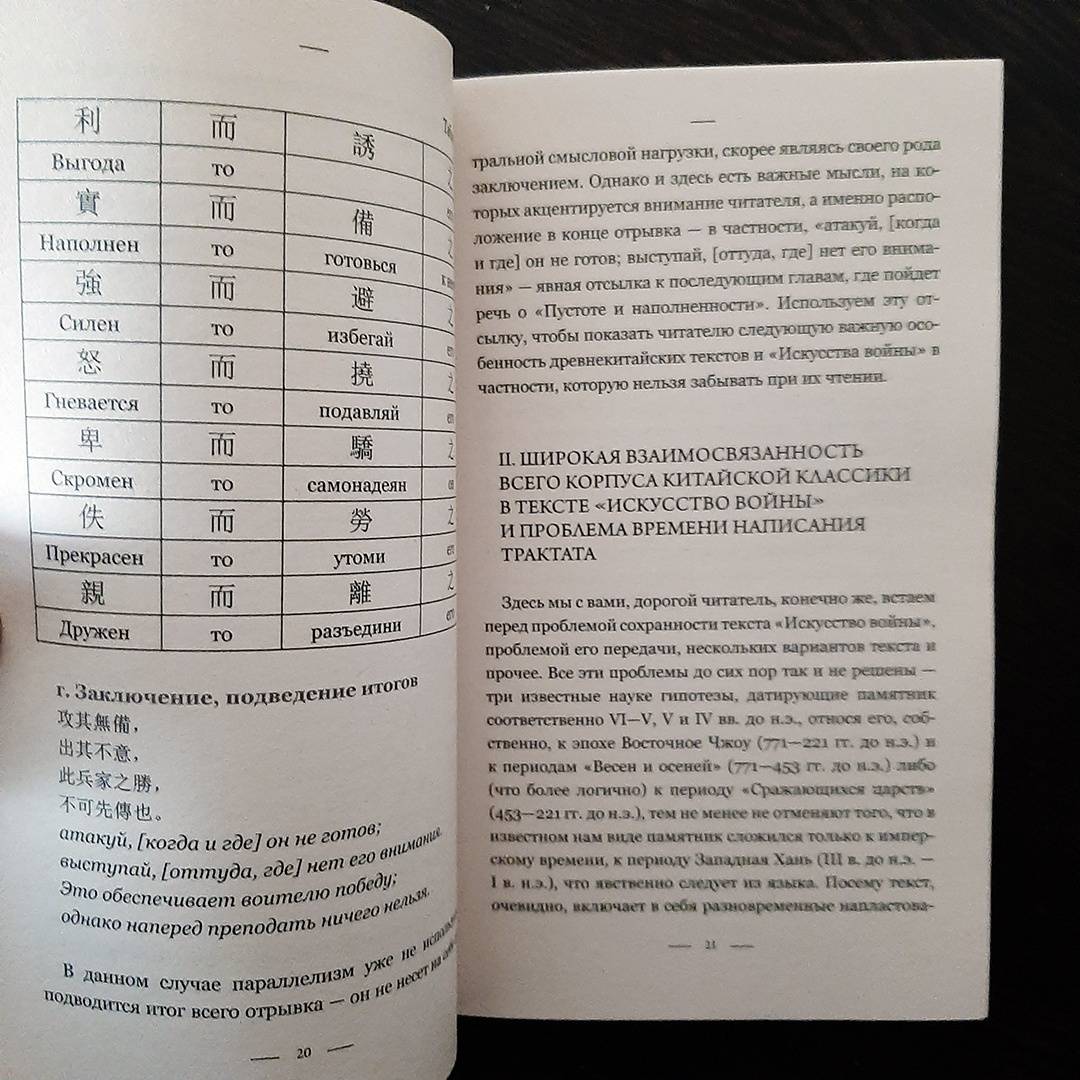 利 而 誘
Выгода то
實 而 備 之
Наполнен то готовься
強 而 避 之
Силен то избегай
怒 而 撓 之
Гневается то подавляй
卑 而 驕 之
Скромен то самонадеян
佚 而 勞 之
Прекрасен то утоми его
親 而 離 之
Дружен то разъедини его
г. Заключение, подведение итогов
攻其無備,
出其不意,
此兵家之勝,
不可先傳也。
атакуй, [когда и где] он не готов;
выступай, [оттуда, где] нет его внимания.
Это обеспечивает воителю победу;
однако наперед преподать ничего нельзя.
В данном случае параллелизм уже не
подводится итог всего отрывка — он не несет на
20
тральной смысловой нагрузки, скорее являясь своего рода
заключением. Однако и здесь есть важные мысли, на ко-
торых акцентируется внимание читателя, а именно распо-
ложение в конце отрывка — в частности, «атакуй, [когда
и где] он не готов; выступай, [оттуда, где] нет его внима-
ния» — явная отсылка к последующим главам, где пойдет
речь о «Пустоте и наполненности». Используем эту от-
сылку, чтобы показать читателю следующую важную осо-
бенность древнекитайских текстов и «Искусства войны» в
частности, которую нельзя забывать при их чтении.
II. ШИРОКАЯ ВЗАИМОСВЯЗАННОСТЬ
ВСЕГО КОРПУСА КИТАЙСКОЙ КЛАССИКИ
В ТЕКСТЕ «ИСКУССТВО ВОЙНЫ»
И ПРОБЛЕМА ВРЕМЕНИ НАПИСАНИЯ
ТРАКТАТА
Здесь мы с вами, дорогой читатель, конечно же, встаем
перед проблемой сохранности текста «Искусство войны»,
проблемой его передачи, нескольких вариантов текста и
прочее. Все эти проблемы до сих пор так и не решены —
три известные науке гипотезы, датирующие памятник
соответственно VI—V, V и IV вв. до н.э., относя его, соб-
ственно, к эпохе Восточное Чжоу (771—221 гг. до н.э.) и
к периодам «Весен и осеней» (771—453 гг. до н.э.) либо
(что более логично) к периоду «Сражающихся царств»
(453—221 гг. до н.э.), тем не менее не отменяют того, что в
известном нам виде памятник сложился только к импер-
скому времени, к периоду Западная Хань (III в. до н.э. —
I в. н.э.), что явственно следует из языка. Посему текст,
очевидно, включает в себя разновременные напластова-
21